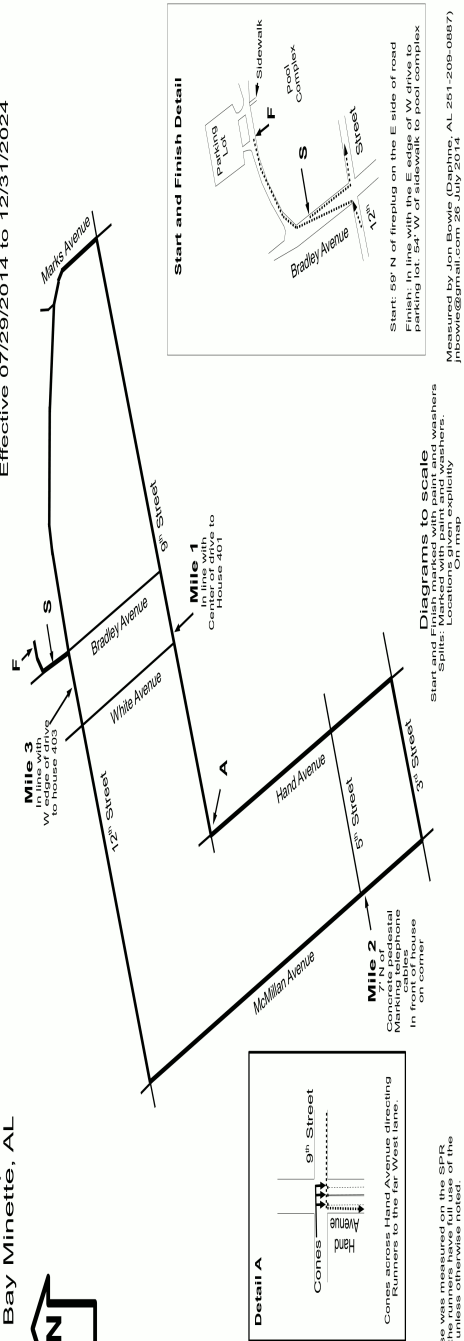 Bay Minette, AL
Effective 07/29/2014 to 12/31/2024
N
F
S
Mile 3
In line with
W edge of drive
to house 403
12th Street
White Avenue
Bradley Avenue
9th Street
Marks Avenue
Mile 1
In line with
Center of drive to
House 401
A
Hand Avenue
5th Street
3rd Street
McMillan Avenue
Mile 2
7' N of
Concrete pedestal
Marking telephone
cables
In front of house
on corner
Start and Finish Detail
Parking
Lot
Sidewalk
Pool
Complex
F
S
Bradley Avenue
12th
Street
Start: 59' N of fireplug on the E side of road
Finish: In line with the E edge of W drive to
parking lot. 54' W of sidewalk to pool complex
Detail A
Cones
9th Street
Hand
Avenue
Cones across Hand Avenue directing
Runners to the far West lane.
Diagrams to scale
Start and Finish marked with paint and washers
Splits: Marked with paint and washers.
Locations given explicitly
On map
Measured by Jon Bowie (Daphne, AL 251-209-0887)
jnbowie@gmail.com 26 July 2014
se was measured on the SPR
he runners have full use of the
unless otherwise noted.